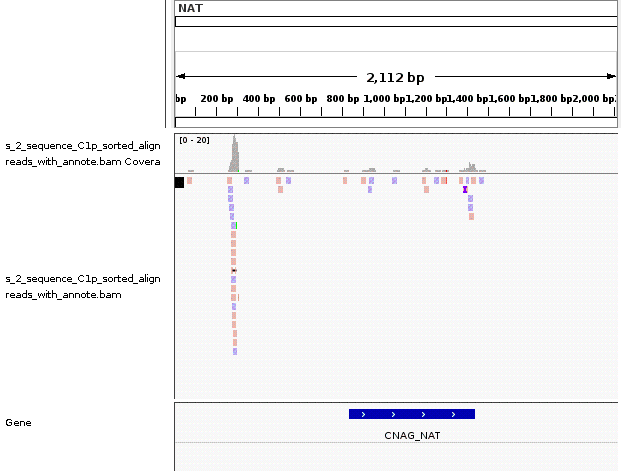 NAT
2,112 bp
bp 200 bp 400 bp 600 bp 800 bp 1,000 bp 1,200 bp 1,400 bp 1,600 bp 1,800 bp 2,000 bp
s_2_sequence_C1p_sorted_align
reads_with_annote.bam Covera
[0 - 20]
s_2_sequence_C1p_sorted_align
reads_with_annote.bam
Gene
CNAG_NAT